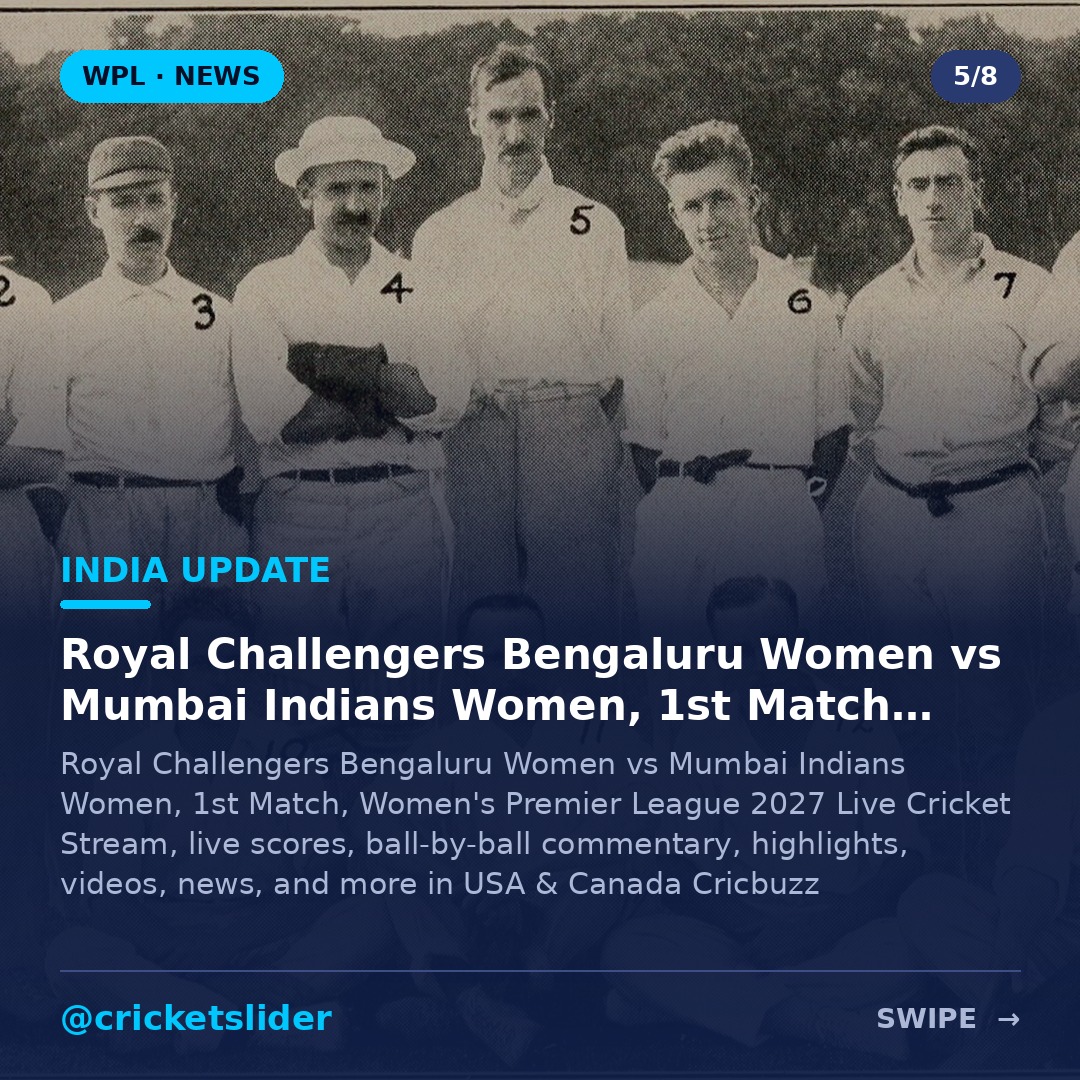 WPL · NEWS
5/8
2
3
4
5
6
7
INDIA UPDATE
Royal Challengers Bengaluru Women vs
Mumbai Indians Women, 1st Match…
Royal Challengers Bengaluru Women vs Mumbai Indians
Women, 1st Match, Women's Premier League 2027 Live Cricket
Stream, live scores, ball-by-ball commentary, highlights,
videos, news, and more in USA & Canada Cricbuzz
@cricketslider
SWIPE →